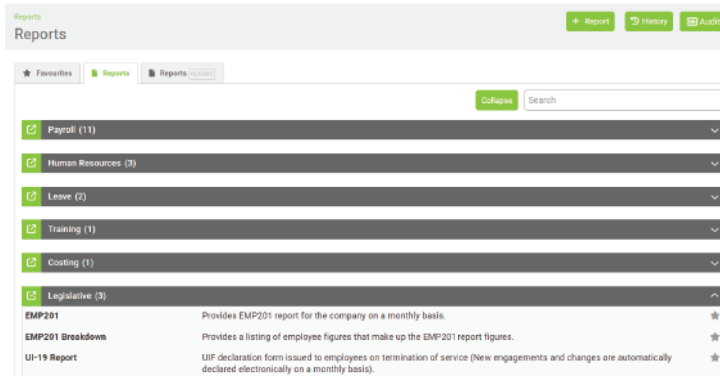 Reports
Reports
+ Report
History
Audit
Favourites
Reports
Reports CLASSIC
Collapse
Search
Payroll (11)
Human Resources (3)
Leave (2)
Training (1)
Costing (1)
Legislative (3)
EMP201 Provides EMP201 report for the company on a monthly basis.
EMP201 Breakdown Provides a listing of employee figures that make up the EMP201 report figures.
UI-19 Report UIF declaration form issued to employees on termination of service (New engagements and changes are automatically
declared electronically on a monthly basis).